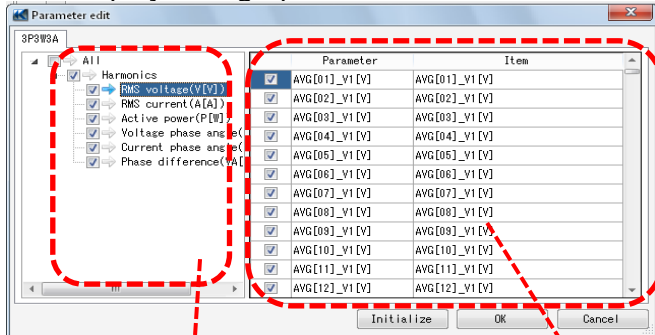 Parameter edit
3P3W3A
All
Harmonics
RMS voltage(V[V])
RMS current(A[A])
Active power(P[W])
Voltage phase angle(
Current phase angle(
Phase difference(VA[
Parameter Item
AVG[01]_V1[V] AVG[01]_V1[V]
AVG[02]_V1[V] AVG[02]_V1[V]
AVG[03]_V1[V] AVG[03]_V1[V]
AVG[04]_V1[V] AVG[04]_V1[V]
AVG[05]_V1[V] AVG[05]_V1[V]
AVG[06]_V1[V] AVG[06]_V1[V]
AVG[07]_V1[V] AVG[07]_V1[V]
AVG[08]_V1[V] AVG[08]_V1[V]
AVG[09]_V1[V] AVG[09]_V1[V]
AVG[10]_V1[V] AVG[10]_V1[V]
AVG[11]_V1[V] AVG[11]_V1[V]
AVG[12]_V1[V] AVG[12]_V1[V]
Initialize OK Cancel